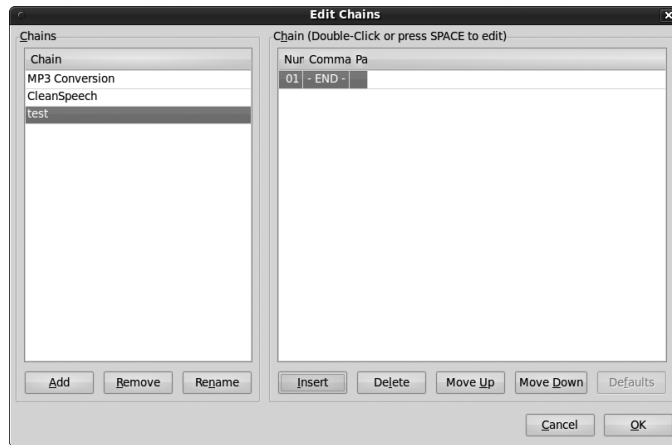 Edit Chains
Chains
Chain (Double-Click or press SPACE to edit)
Chain
MP3 Conversion
CleanSpeech
test
Nur Comma Pa
01 - END -
Add Remove Rename
Insert Delete Move Up Move Down Defaults
Cancel OK